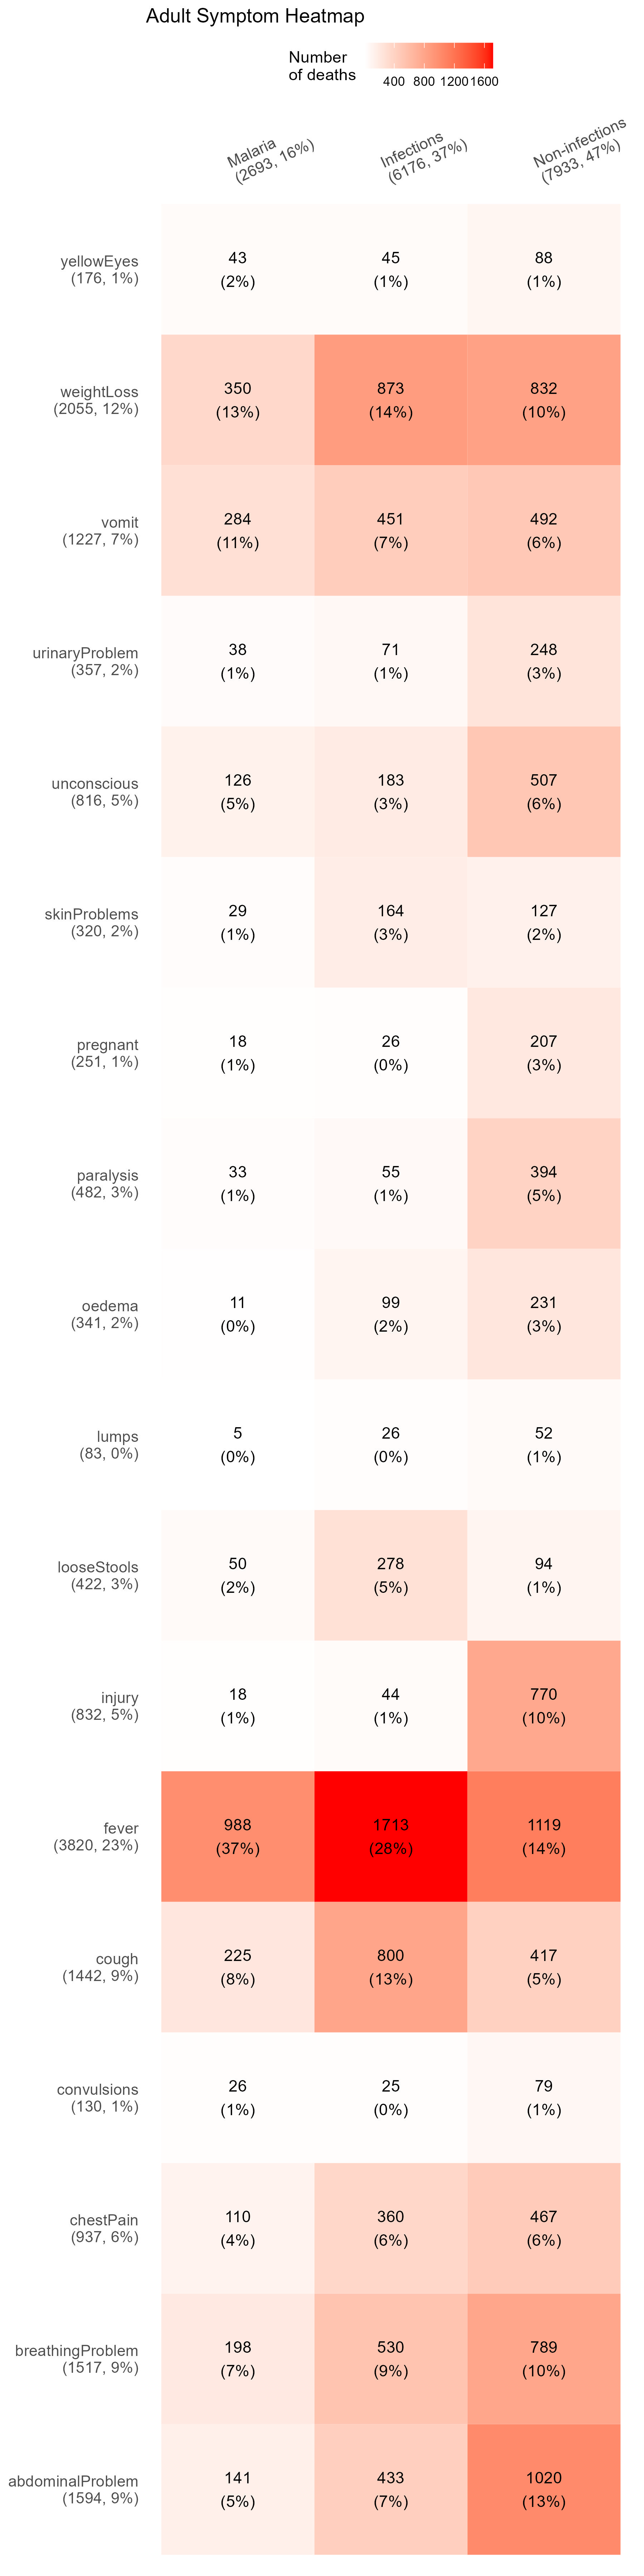 Adult Symptom Heatmap
Number
of deaths
400 800 1200 1600
Malaria
(2693, 16%)
Infections
(6176, 37%)
Non-infections
(7933, 47%)
yellowEyes
(176, 1%)
43 45 88
(2%) (1%) (1%)
weightLoss
(2055, 12%)
350 873 832
(13%) (14%) (10%)
vomit
(1227, 7%)
284 451 492
(11%) (7%) (6%)
urinaryProblem
(357, 2%)
38 71 248
(1%) (1%) (3%)
unconscious
(816, 5%)
126 183 507
(5%) (3%) (6%)
skinProblems
(320, 2%)
29 164 127
(1%) (3%) (2%)
pregnant
(251, 1%)
18 26 207
(1%) (0%) (3%)
paralysis
(482, 3%)
33 55 394
(1%) (1%) (5%)
oedema
(341, 2%)
11 99 231
(0%) (2%) (3%)
lumps
(83, 0%)
5 26 52
(0%) (0%) (1%)
looseStools
(422, 3%)
50 278 94
(2%) (5%) (1%)
injury
(832, 5%)
18 44 770
(1%) (1%) (10%)
fever
(3820, 23%)
988 1713 1119
(37%) (28%) (14%)
cough
(1442, 9%)
225 800 417
(8%) (13%) (5%)
convulsions
(130, 1%)
26 25 79
(1%) (0%) (1%)
chestPain
(937, 6%)
110 360 467
(4%) (6%) (6%)
breathingProblem
(1517, 9%)
198 530 789
(7%) (9%) (10%)
abdominalProblem
(1594, 9%)
141 433 1020
(5%) (7%) (13%)